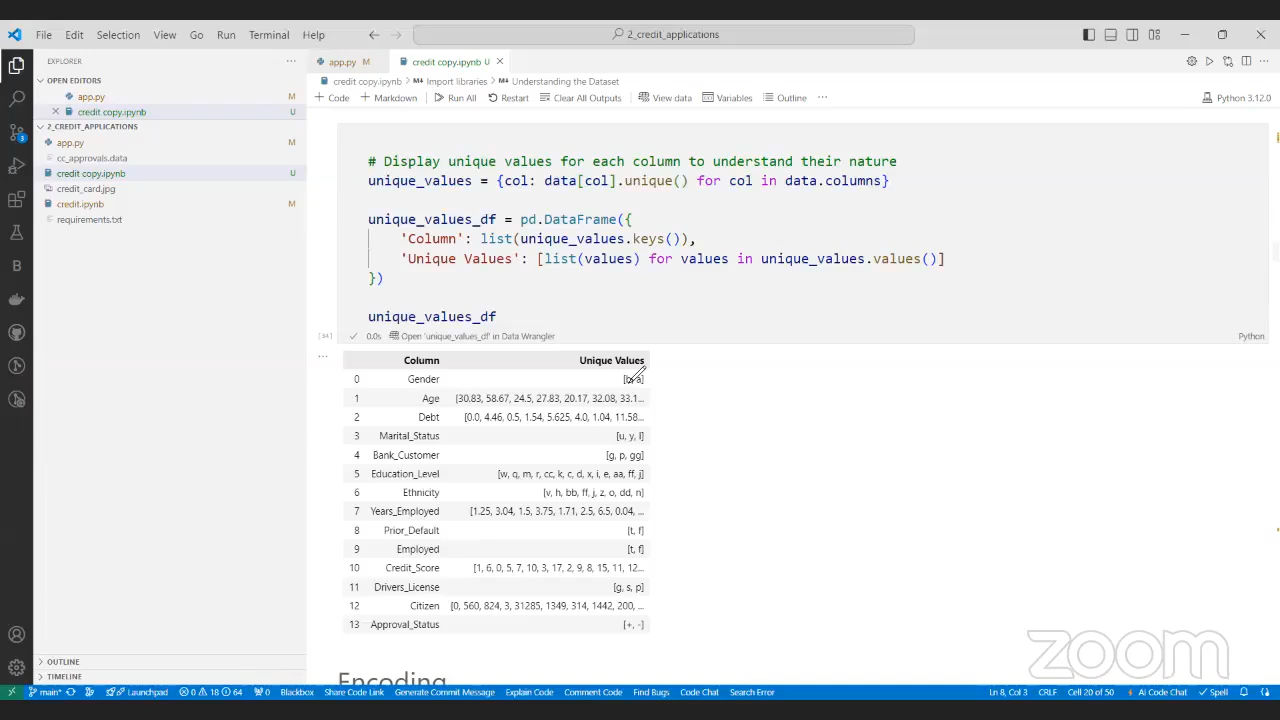 File Edit Selection View Go Run Terminal Help
2_credit_applications
EXPLORER
app.py M
credit copy.ipynb U
OPEN EDITORS
credit copy.ipynb > Import libraries > Understanding the Dataset
app.py M
+ Code + Markdown Run All Restart Clear All Outputs View data Variables Outline ... Python 3.12.0
credit copy.ipynb U
2_CREDIT_APPLICATIONS
app.py M
cc_approvals.data
credit copy.ipynb U
credit_card.jpg
credit.ipynb M
requirements.txt
# Display unique values for each column to understand their nature
unique_values = {col: data[col].unique() for col in data.columns}
unique_values_df = pd.DataFrame({
'Column': list(unique_values.keys()),
'Unique Values': [list(values) for values in unique_values.values()]
})
unique_values_df
[34] 0.0s Open 'unique_values_df' in Data Wrangler Python
Column Unique Values
0 Gender [b, a]
1 Age [30.83, 58.67, 24.5, 27.83, 20.17, 32.08, 33.1...
2 Debt [0.0, 4.46, 0.5, 1.54, 5.625, 4.0, 1.04, 11.58...
3 Marital_Status [u, y, l]
4 Bank_Customer [g, p, gg]
5 Education_Level [w, q, m, r, cc, k, c, d, x, i, e, aa, ff, j]
6 Ethnicity [v, h, bb, ff, j, z, o, dd, n]
7 Years_Employed [1.25, 3.04, 1.5, 3.75, 1.71, 2.5, 6.5, 0.04, ...
8 Prior_Default [t, f]
9 Employed [t, f]
10 Credit_Score [1, 6, 0, 5, 7, 10, 3, 17, 2, 9, 8, 15, 11, 12...
11 Drivers_License [g, s, p]
12 Citizen [0, 560, 824, 3, 31285, 1349, 314, 1442, 200, ...
13 Approval_Status [+, -]
Encoding
zoom
OUTLINE
TIMELINE
main* Launchpad 0 18 64 0 Blackbox Share Code Link Generate Commit Message Explain Code Comment Code Find Bugs Code Chat Search Error Ln 8, Col 3 CRLF Cell 20 of 50 AI Code Chat Spell